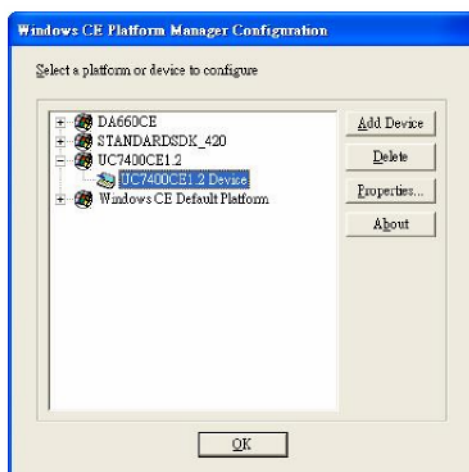 Windows CE Platform Manager Configuration
Select a platform or device to configure
DA660CE
STANDARDSDK_420
UC7400CE1.2
UC7400CE1.2 Device
Windows CE Default Platform
Add Device
Delete
Properties...
About
OK